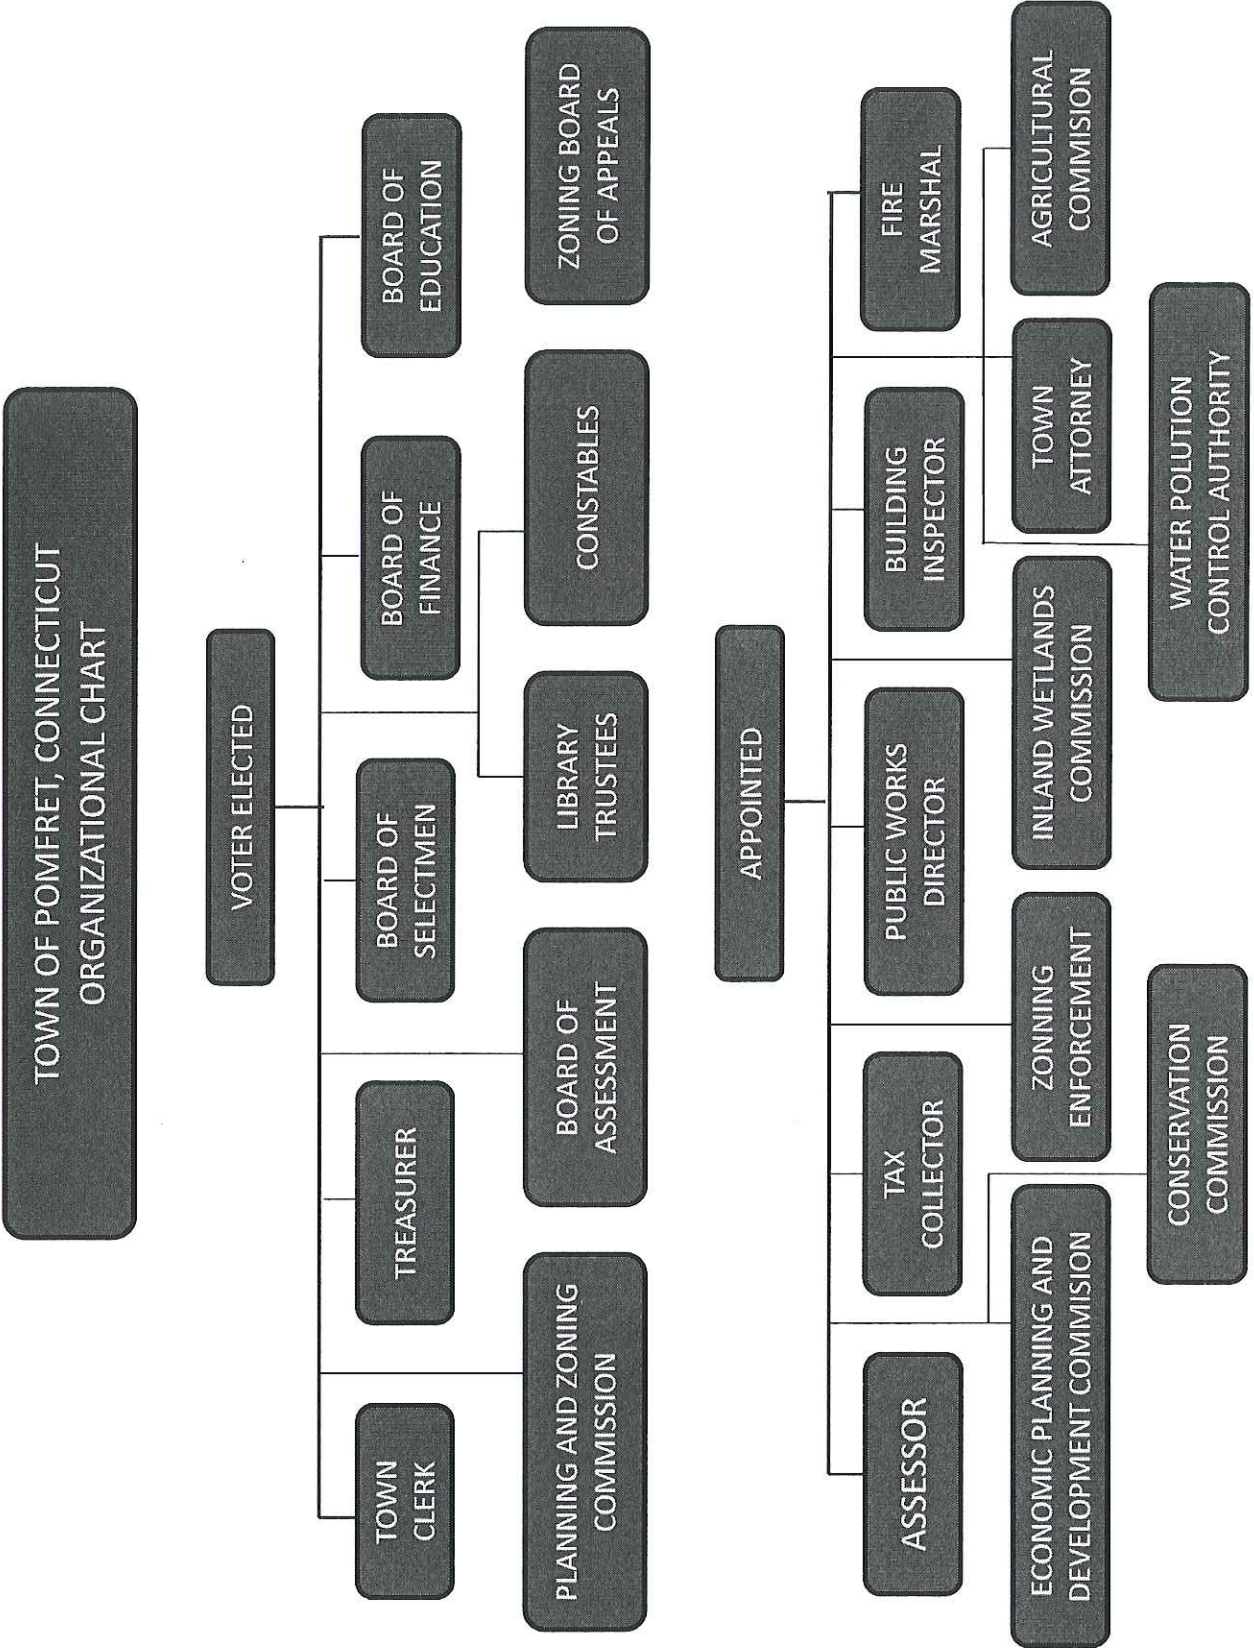 TOWN OF POMFRET, CONNECTICUT
ORGANIZATIONAL CHART
VOTER ELECTED
TOWN
CLERK
TREASURER
BOARD OF
SELECTMEN
BOARD OF
FINANCE
BOARD OF
EDUCATION
PLANNING AND ZONING
COMMISSION
BOARD OF
ASSESSMENT
LIBRARY
TRUSTEES
CONSTABLES
ZONING BOARD
OF APPEALS
APPOINTED
ASSESSOR
TAX
COLLECTOR
PUBLIC WORKS
DIRECTOR
BUILDING
INSPECTOR
FIRE
MARSHAL
ECONOMIC PLANNING AND
DEVELOPMENT COMMISION
ZONNING
ENFORCEMENT
INLAND WETLANDS
COMMISSION
TOWN
ATTORNEY
AGRICULTURAL
COMMISION
CONSERVATION
COMMISSION
WATER POLUTION
CONTROL AUTHORITY